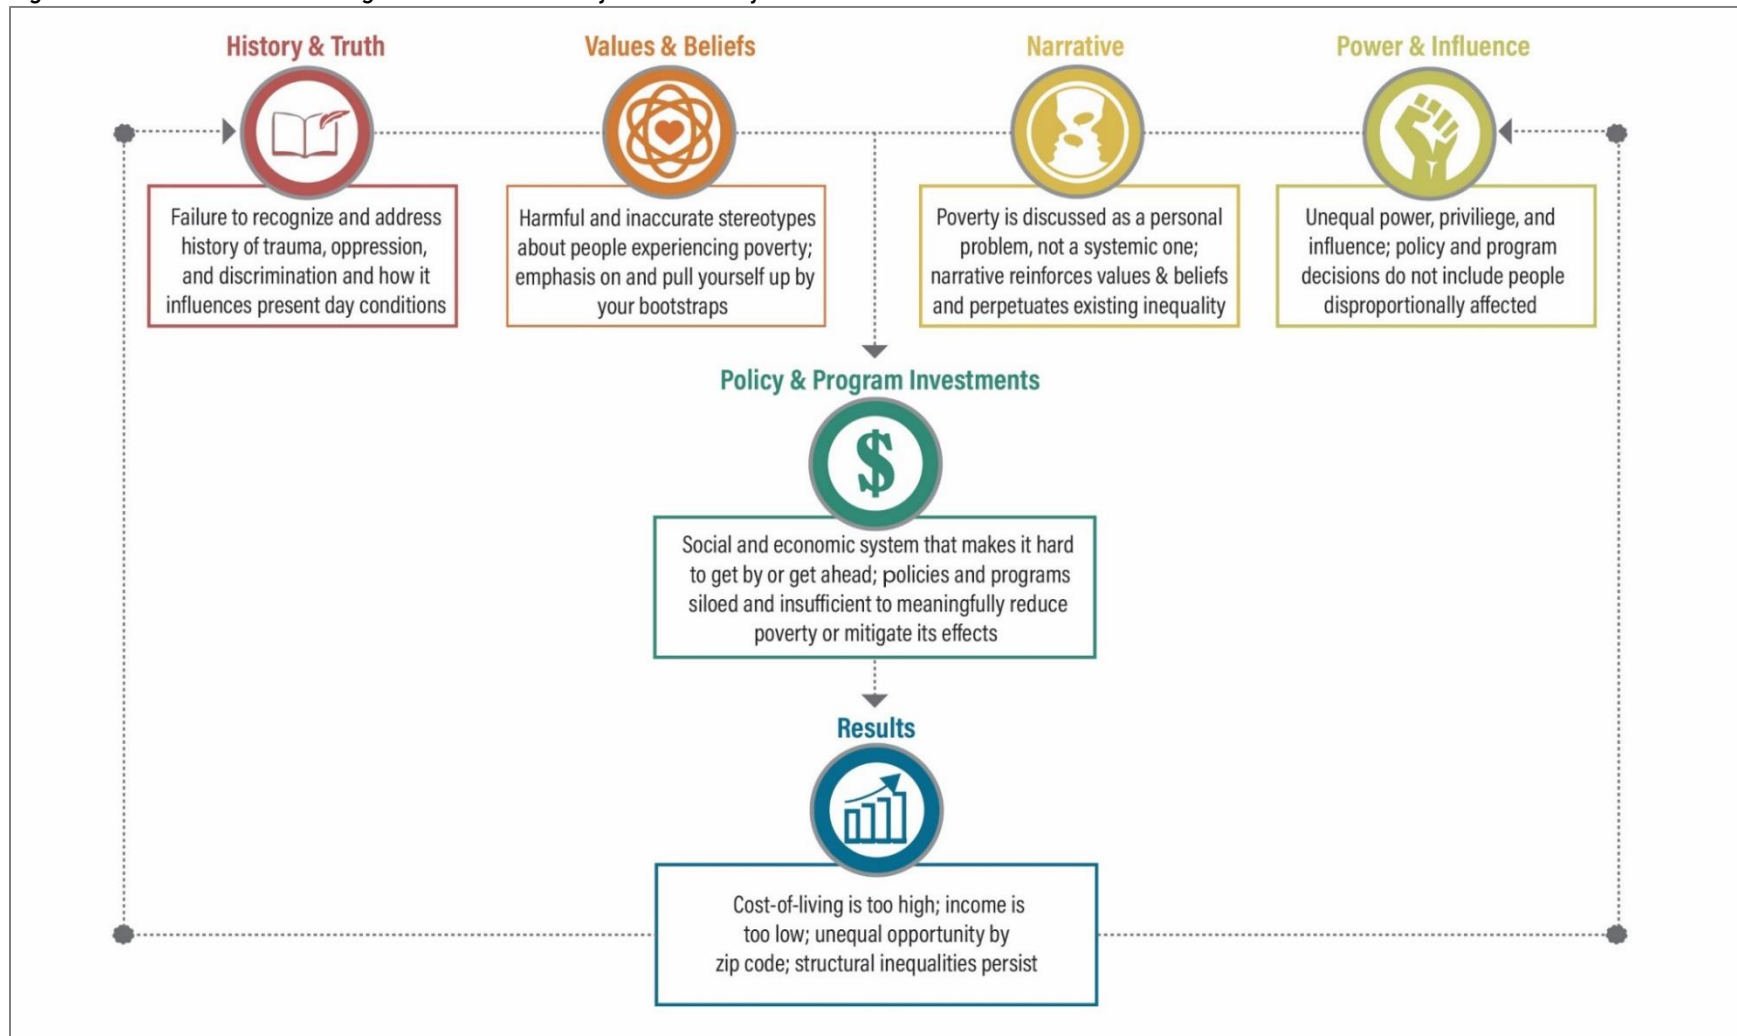 History & Truth
Failure to recognize and address
history of trauma, oppression,
and discrimination and how it
influences present day conditions
Values & Beliefs
Harmful and inaccurate stereotypes
about people experiencing poverty;
emphasis on and pull yourself up by
your bootstraps
Narrative
Poverty is discussed as a personal
problem, not a systemic one;
narrative reinforces values & beliefs
and perpetuates existing inequality
Power & Influence
Unequal power, priviliege, and
influence; policy and program
decisions do not include people
disproportionally affected
Policy & Program Investments
$
Social and economic system that makes it hard
to get by or get ahead; policies and programs
siloed and insufficient to meaningfully reduce
poverty or mitigate its effects
Results
Cost-of-living is too high; income is
too low; unequal opportunity by
zip code; structural inequalities persist